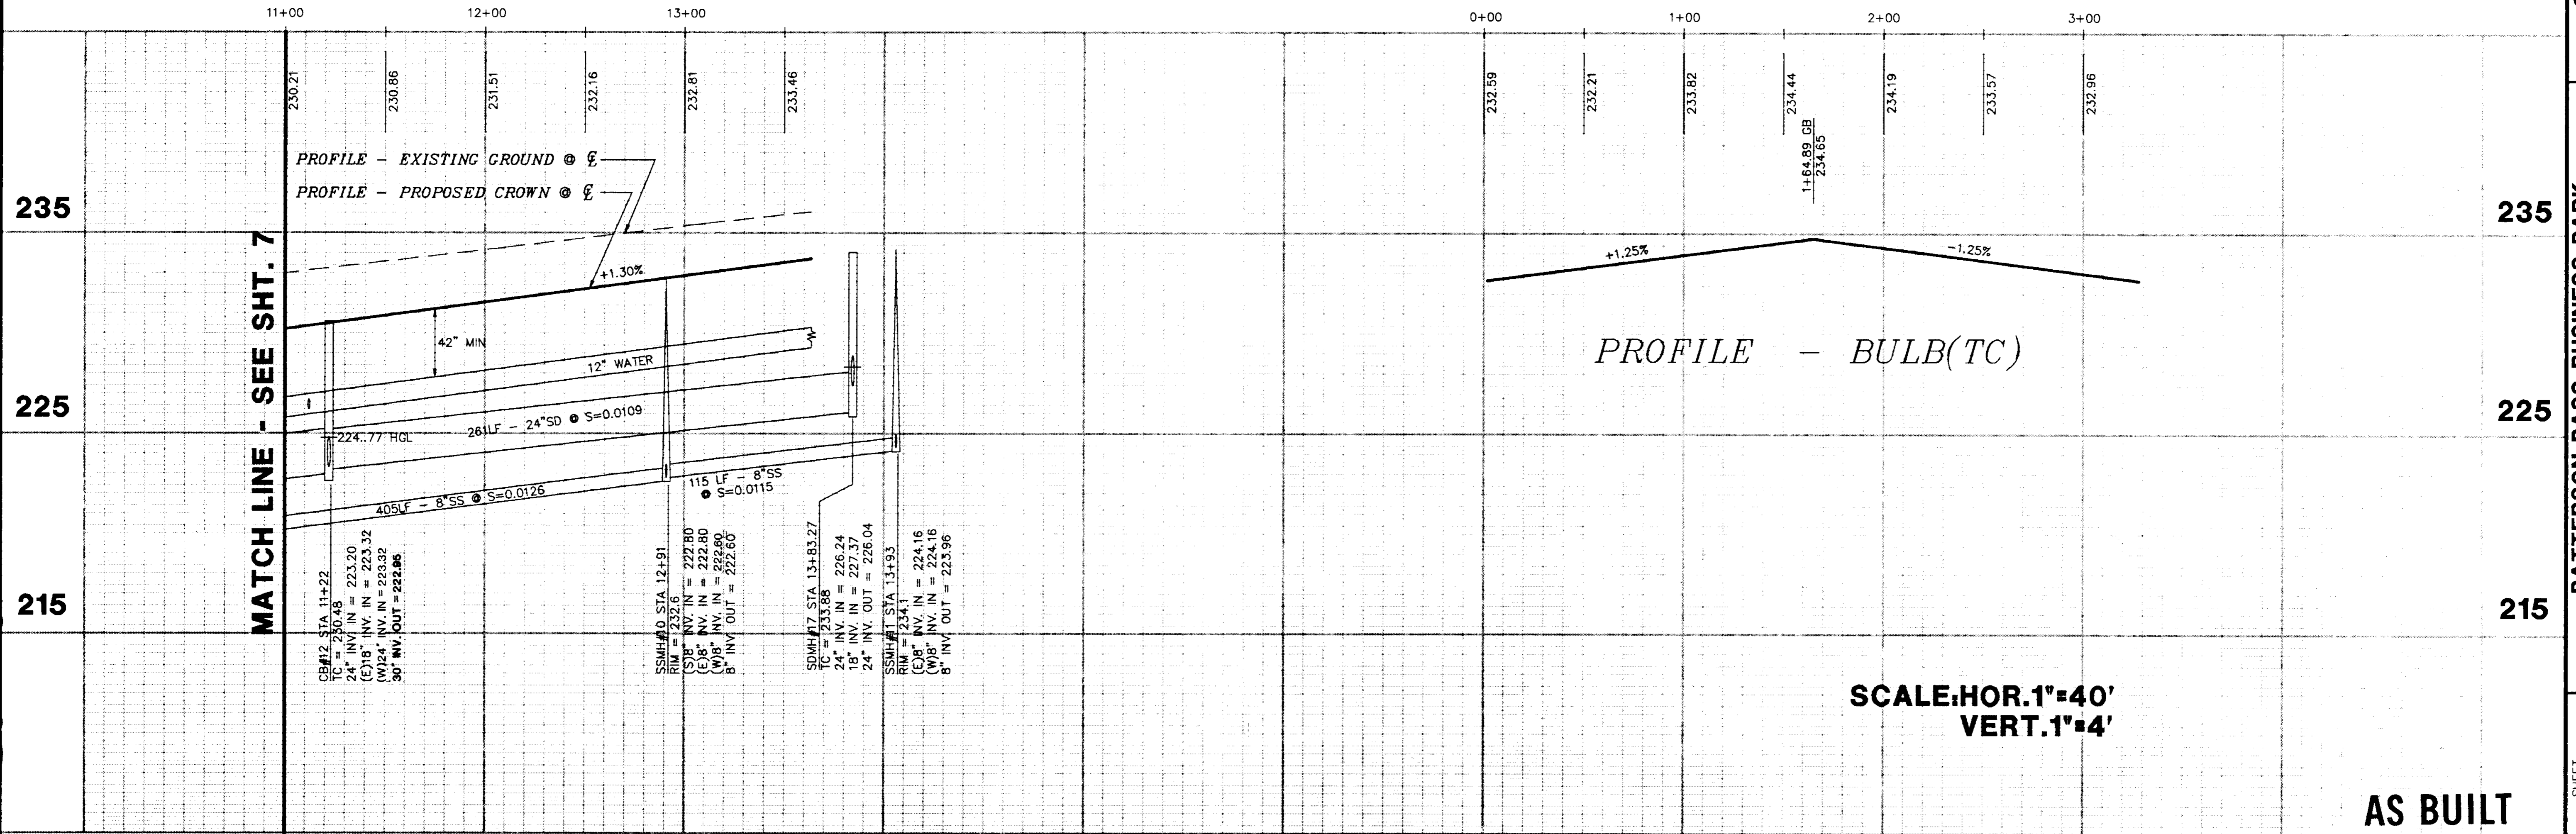 11+00
12+00
13+00
0+00
1+00
2+00
3+00
230.21
230.86
231.51
232.16
232.81
233.46
232.59
232.21
233.82
234.44
234.19
233.57
232.96
1+64.89 GB
234.65
PROFILE - EXISTING GROUND @ ℄
PROFILE - PROPOSED CROWN @ ℄
235
235
MATCH LINE - SEE SHT. 7
+1.30%
+1.25%
-1.25%
42" MIN
12" WATER
PROFILE - BULB(TC)
225
225
224.77 HGL
261LF - 24"SD @ S=0.0109
405LF - 8"SS @ S=0.0126
115 LF - 8"SS
@ S=0.0115
215
215
CB#12 STA 11+22
TC = 230.48
24" INV. IN = 223.20
(E)18" INV. IN = 223.32
(W)24" INV. IN = 223.32
30" INV. OUT = 222.95
SSMH#10 STA 12+91
RIM = 232.6
(S)8" INV. IN = 222.80
(E)8" INV. IN = 222.80
(W)8" INV. IN = 222.80
8" INV. OUT = 222.60
SDMH#17 STA 13+83.27
TC = 233.88
24" INV. IN = 226.24
18" INV. IN = 227.37
24" INV. OUT = 226.04
SSMH#11 STA 13+93
RIM = 234.1
(E)8" INV. IN = 224.16
(W)8" INV. IN = 224.16
8" INV. OUT = 223.96
SCALE:HOR.1"=40'
VERT.1"=4'
AS BUILT
SHEET